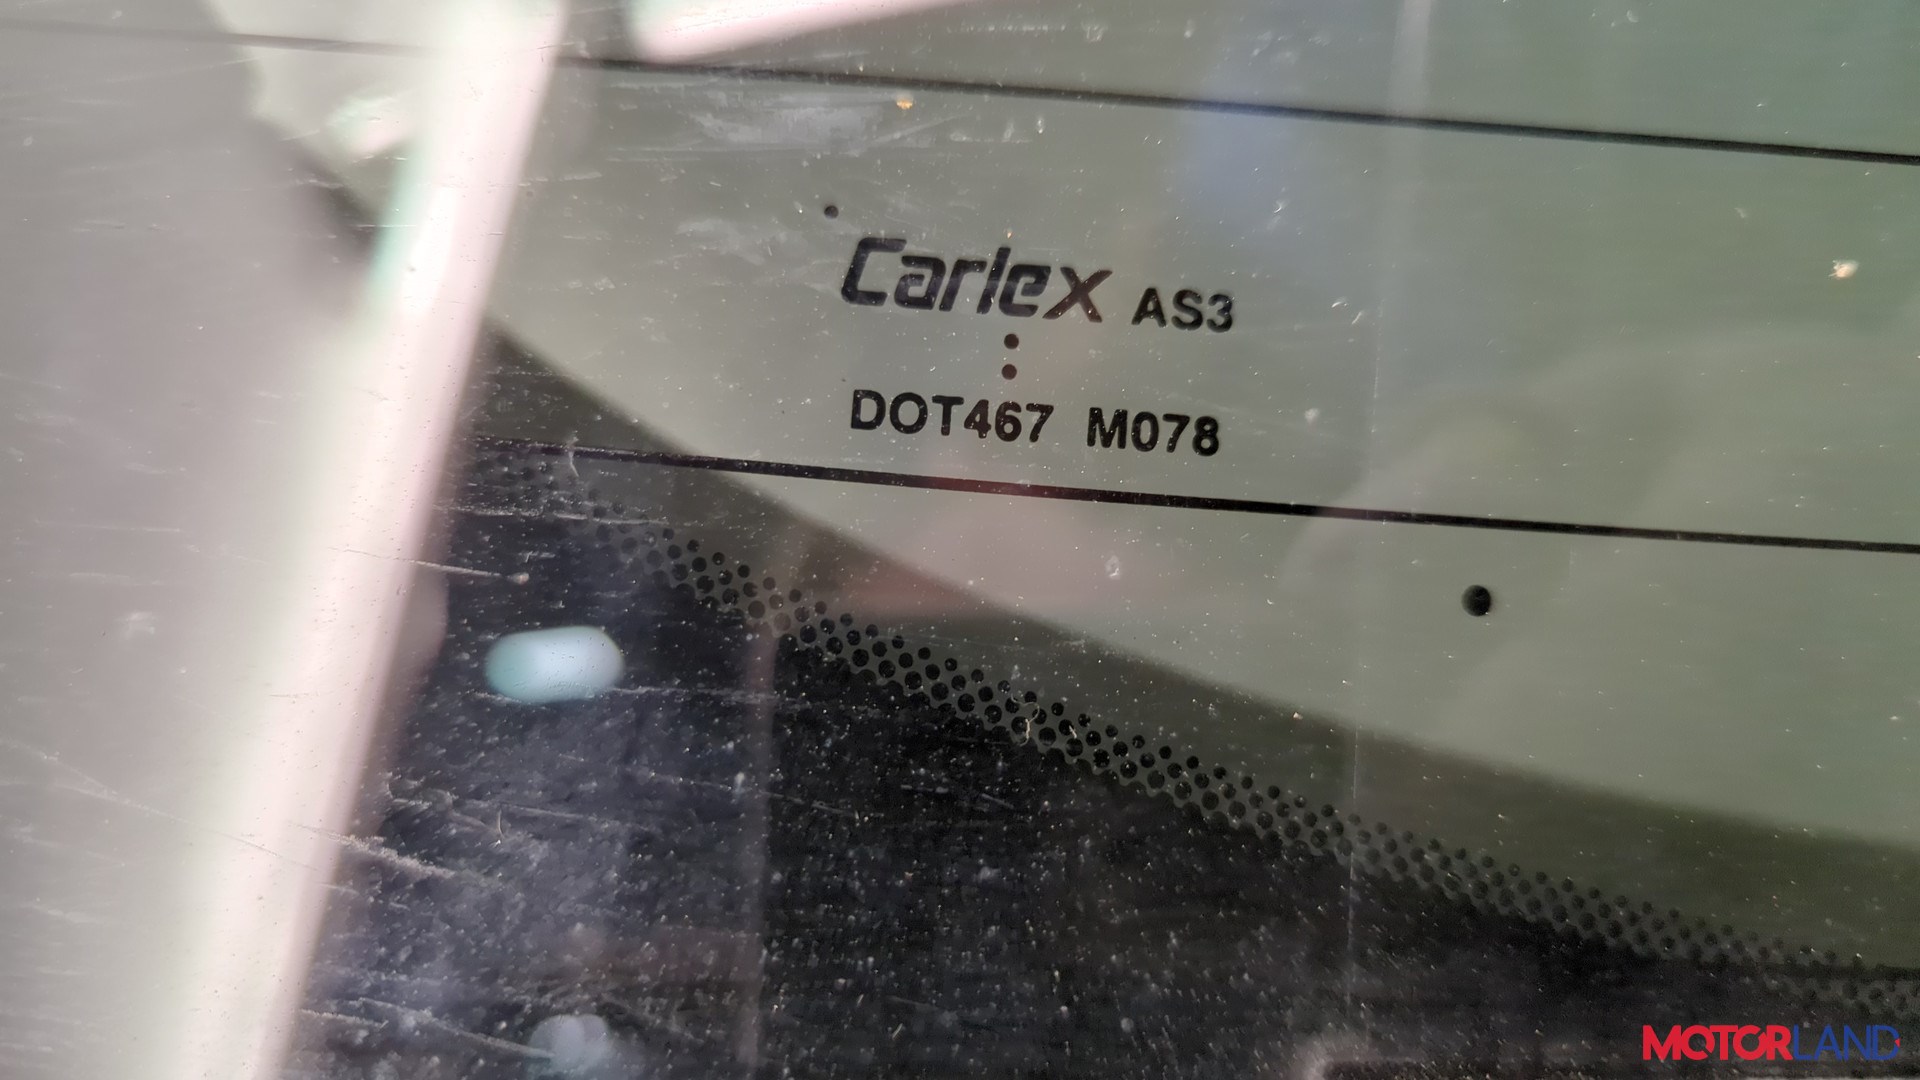 Carlex AS3
DOT467 M078
MOTORLAND